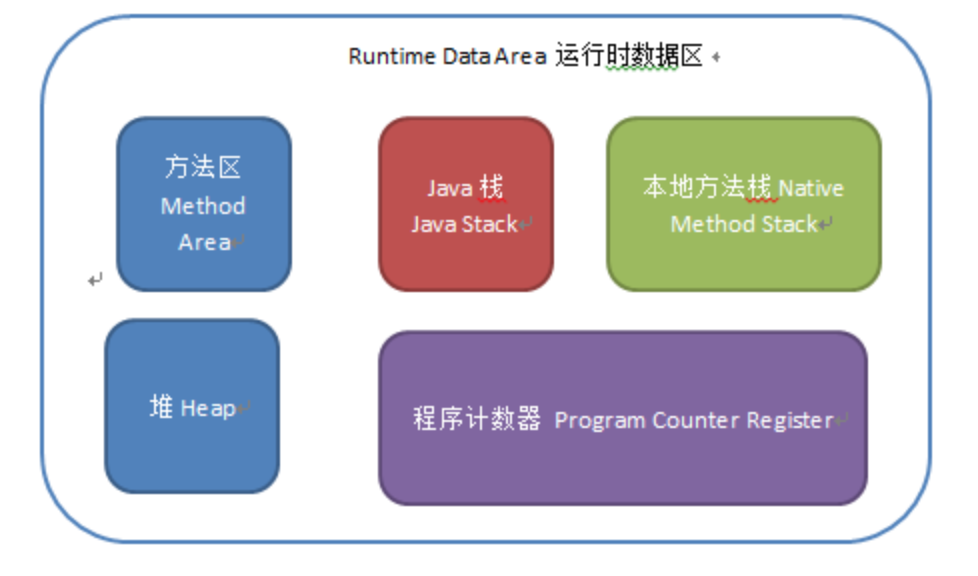 Runtime Data Area 运行时数据区
方法区
Method
Area
Java 栈
Java Stack
本地方法栈 Native
Method Stack
堆 Heap
程序计数器 Program Counter Register